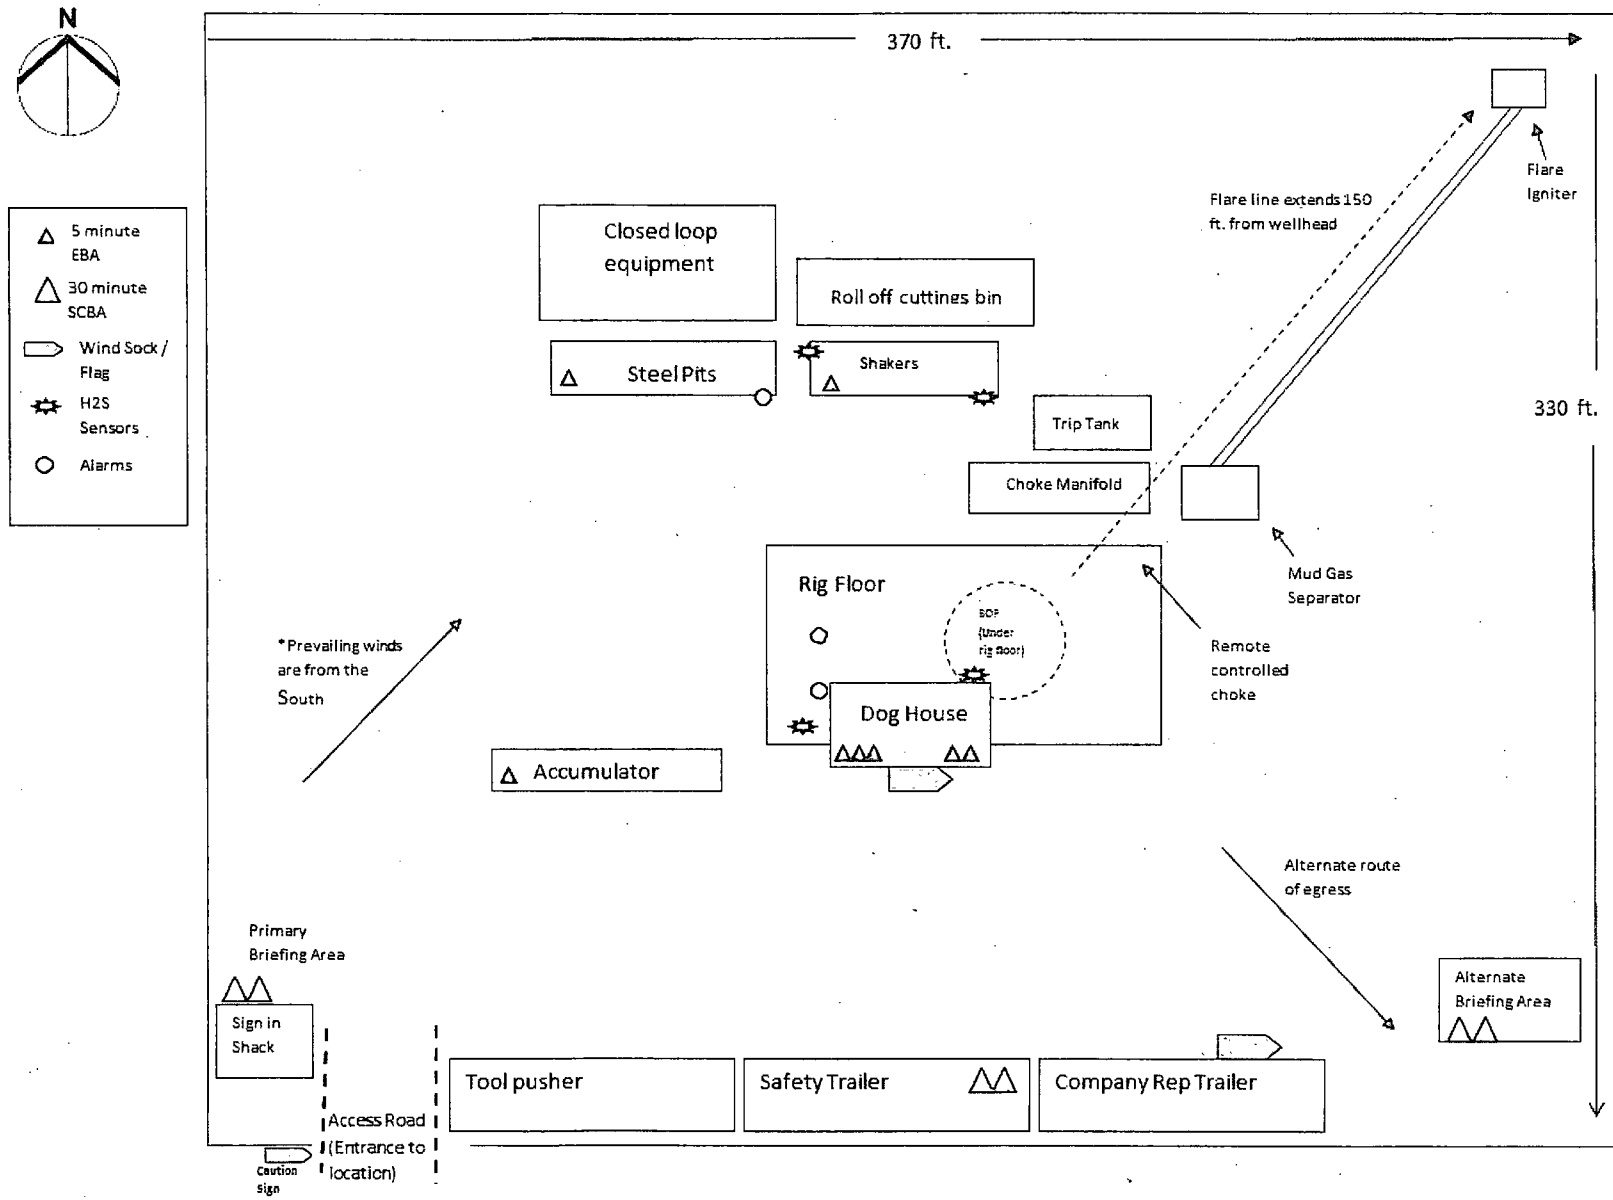 N
370 ft.
5 minute
EBA
30 minute
SCBA
Wind Sock /
Flag
H2S
Sensors
Alarms
Flare
Igniter
Flare line extends 150
ft. from wellhead
Closed loop
equipment
Roll off cuttings bin
Steel Pits
Shakers
330 ft.
Trip Tank
Choke Manifold
Mud Gas
Separator
Rig Floor
BOP
(Under
rig floor)
Remote
controlled
choke
*Prevailing winds
are from the
South
Dog House
Accumulator
Alternate route
of egress
Primary
Briefing Area
Sign in
Shack
Alternate
Briefing Area
Tool pusher
Safety Trailer
Company Rep Trailer
Access Road
(Entrance to
location)
Caution
Sign